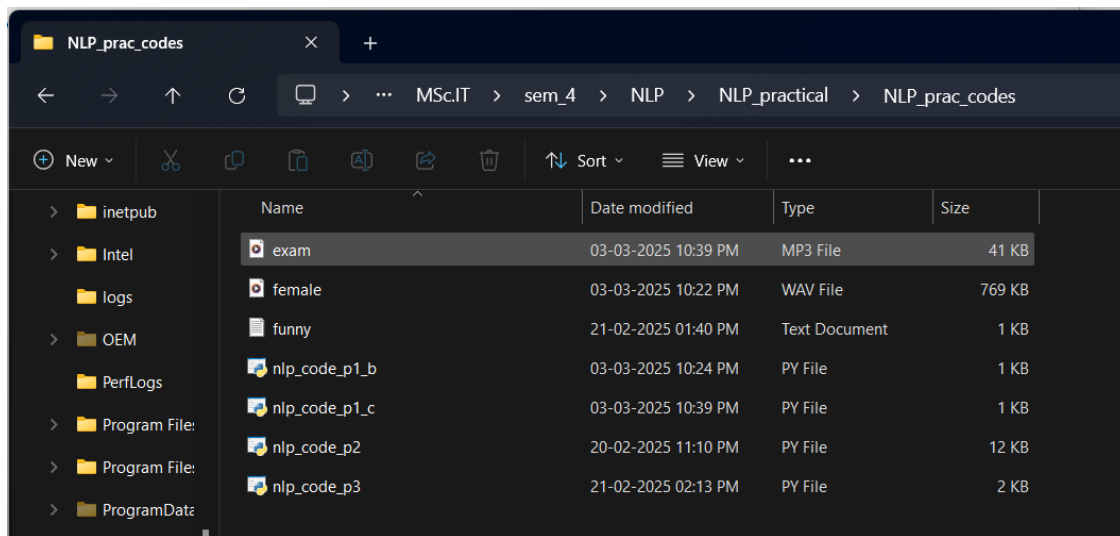 NLP_prac_codes
MSc.IT > sem_4 > NLP > NLP_practical > NLP_prac_codes
New Sort View
Name Date modified Type Size
inetpub
Intel
logs
OEM
PerfLogs
Program File
Program File
ProgramData
exam 03-03-2025 10:39 PM MP3 File 41 KB
female 03-03-2025 10:22 PM WAV File 769 KB
funny 21-02-2025 01:40 PM Text Document 1 KB
nlp_code_p1_b 03-03-2025 10:24 PM PY File 1 KB
nlp_code_p1_c 03-03-2025 10:39 PM PY File 1 KB
nlp_code_p2 20-02-2025 11:10 PM PY File 12 KB
nlp_code_p3 21-02-2025 02:13 PM PY File 2 KB